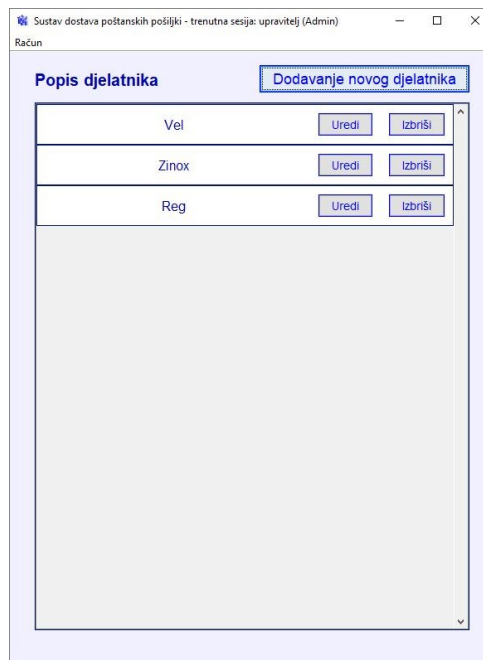 Sustav dostava poštanskih pošiljki - trenutna sesija: upravitelj (Admin)
Račun
Popis djelatnika
Dodavanje novog djelatnika
Vel Uredi Izbriši
Zinox Uredi Izbriši
Reg Uredi Izbriši